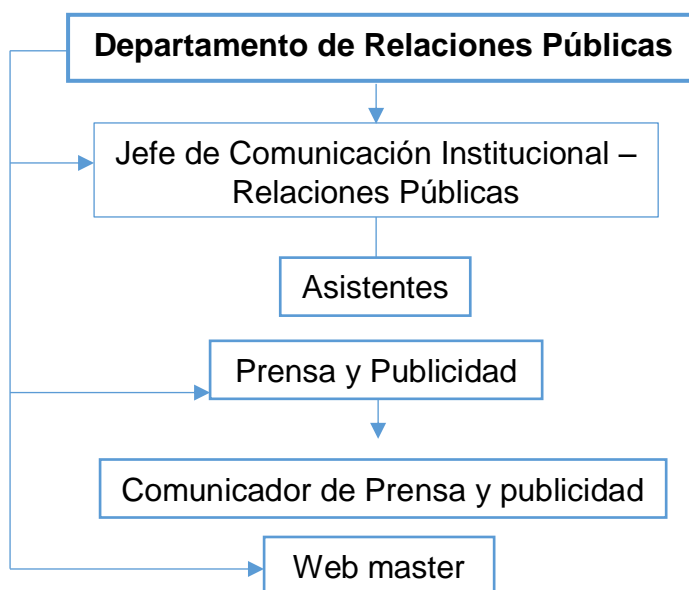 Departamento de Relaciones Públicas
Jefe de Comunicación Institucional –
Relaciones Públicas
Asistentes
Prensa y Publicidad
Comunicador de Prensa y publicidad
Web master